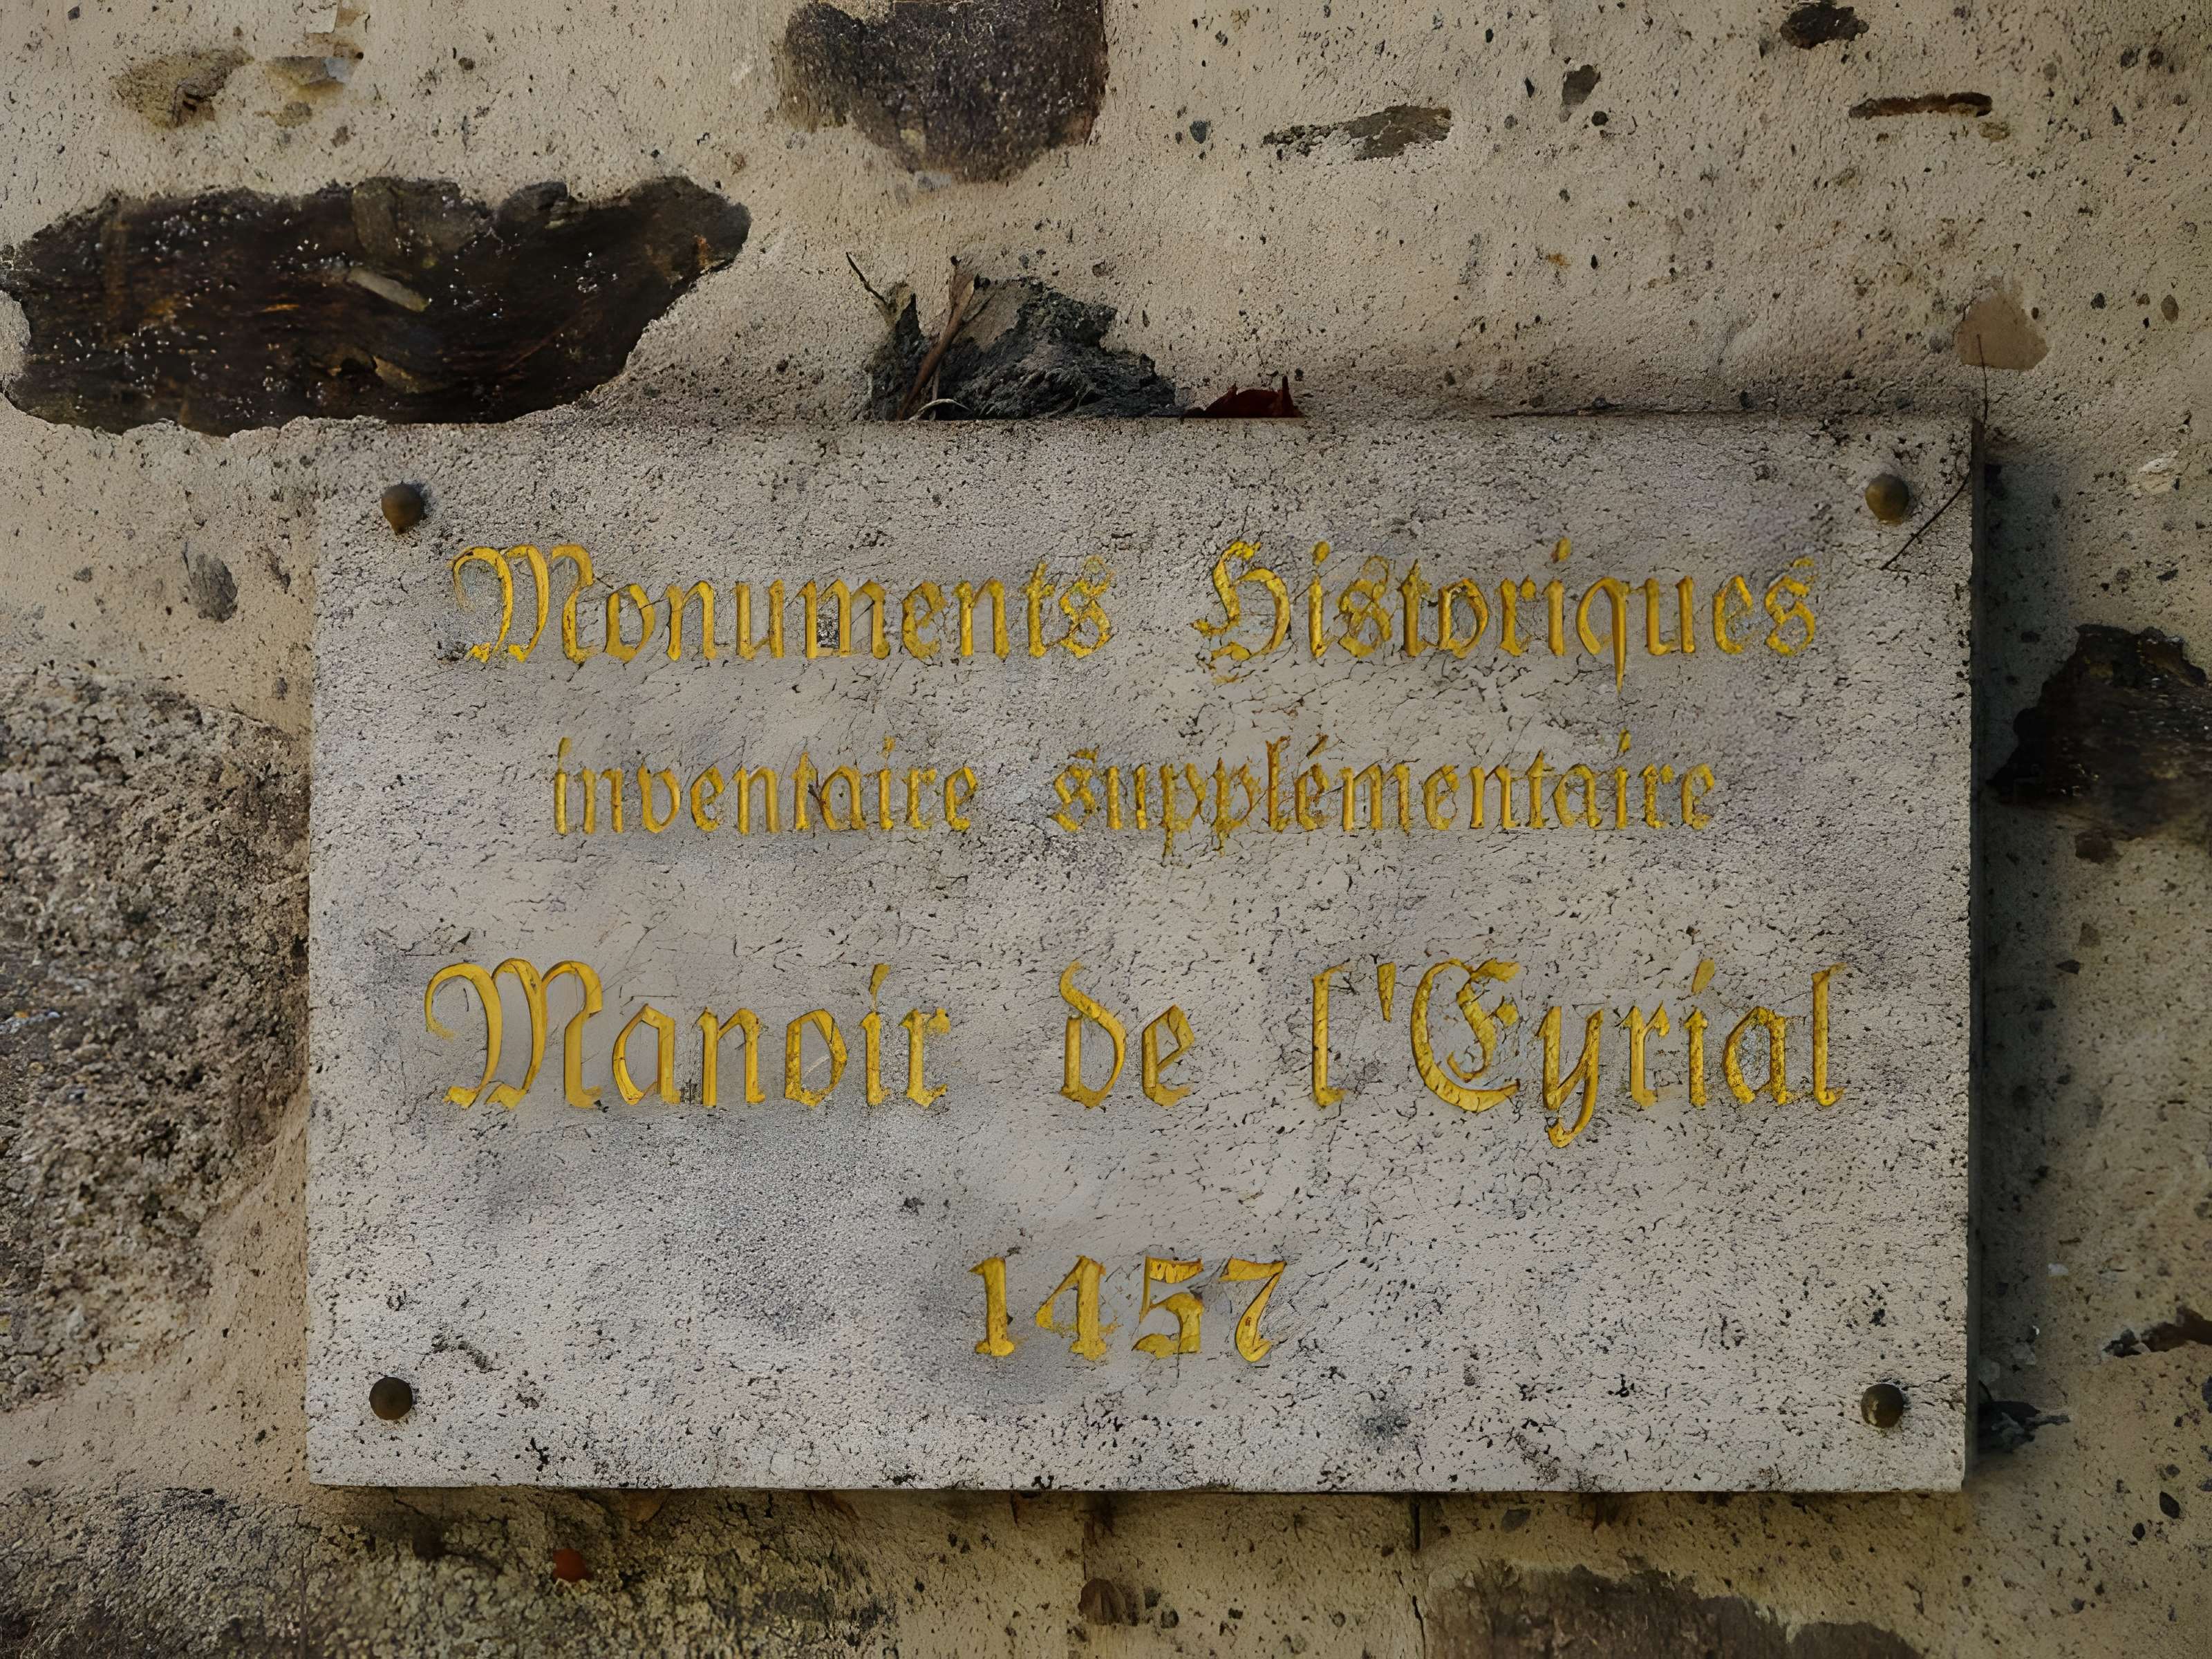 Monuments Historiques
inventaire supplémentaire
Manoir de l'Eyrial
1457